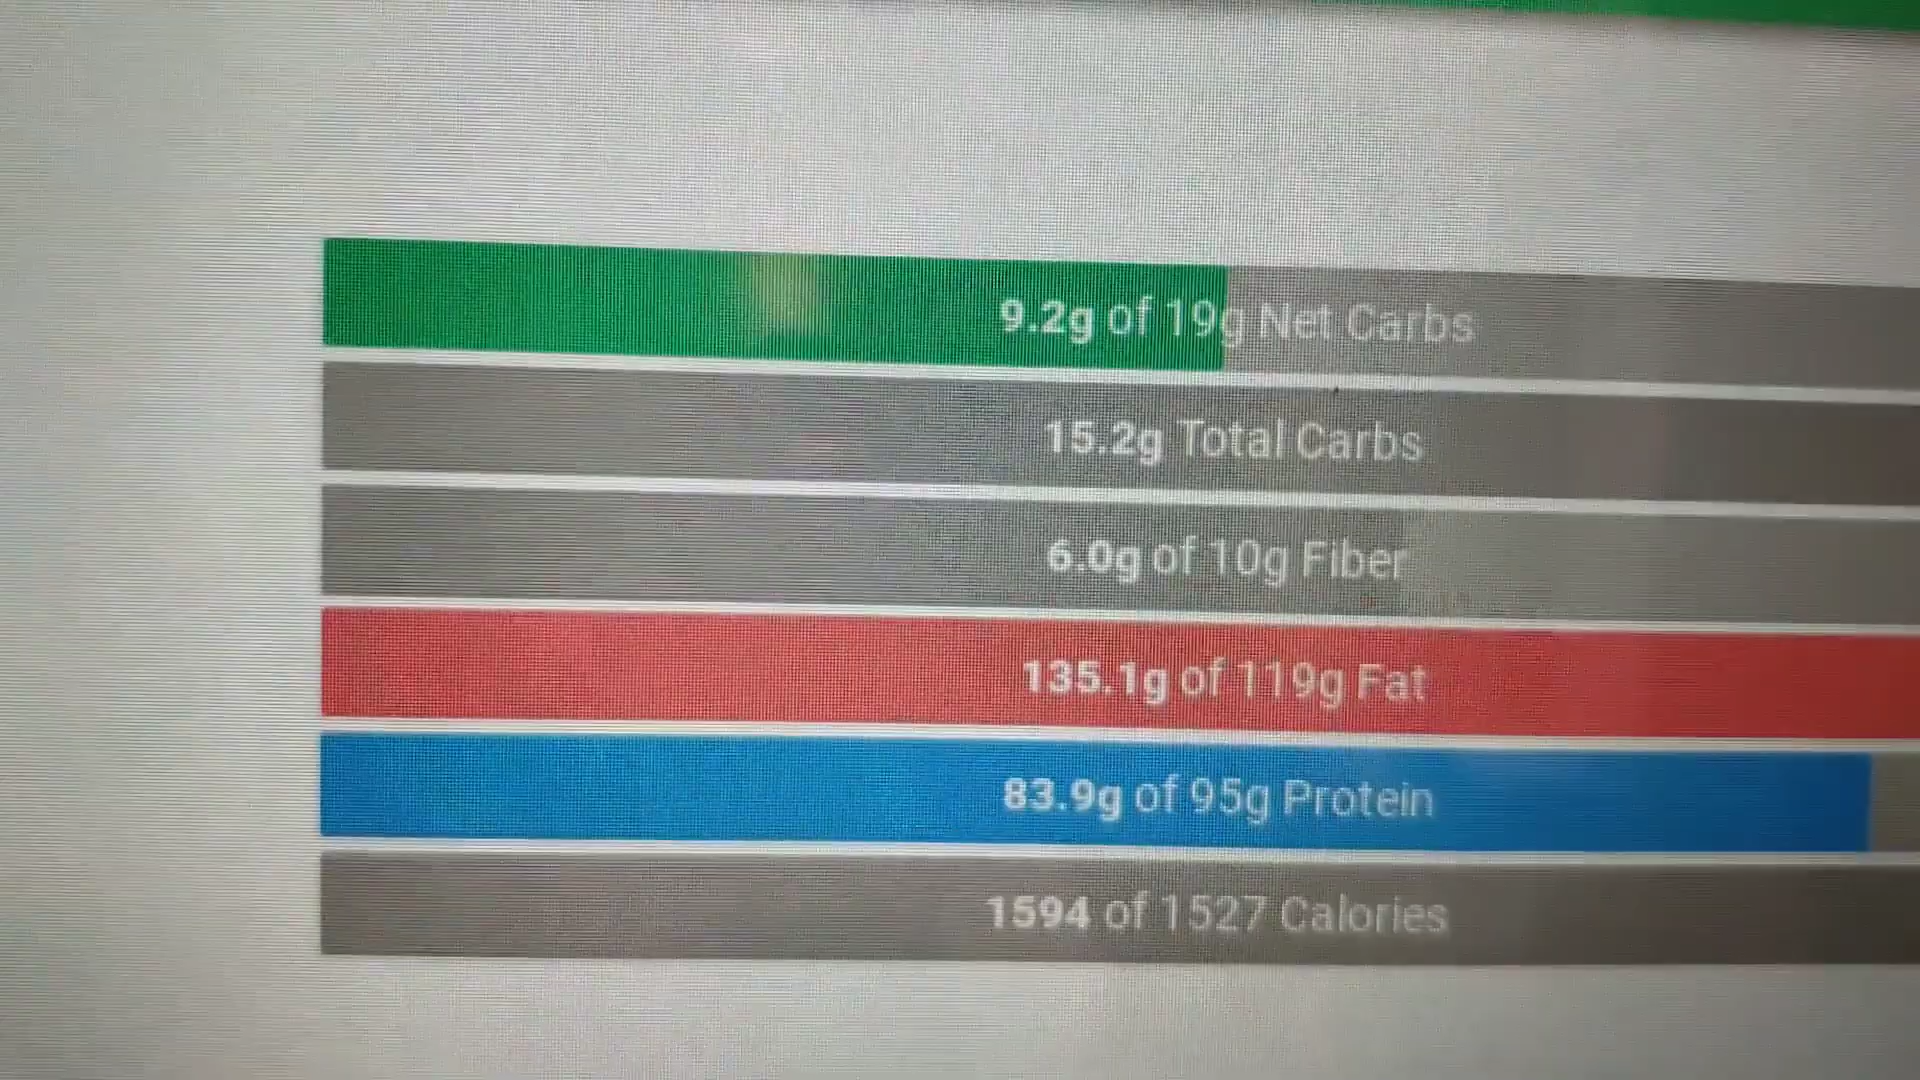 9.2g of 19g Net Carbs
15.2g Total Carbs
6.0g of 10g Fiber
135.1g of 119g Fat
83.9g of 95g Protein
1594 of 1527 Calories